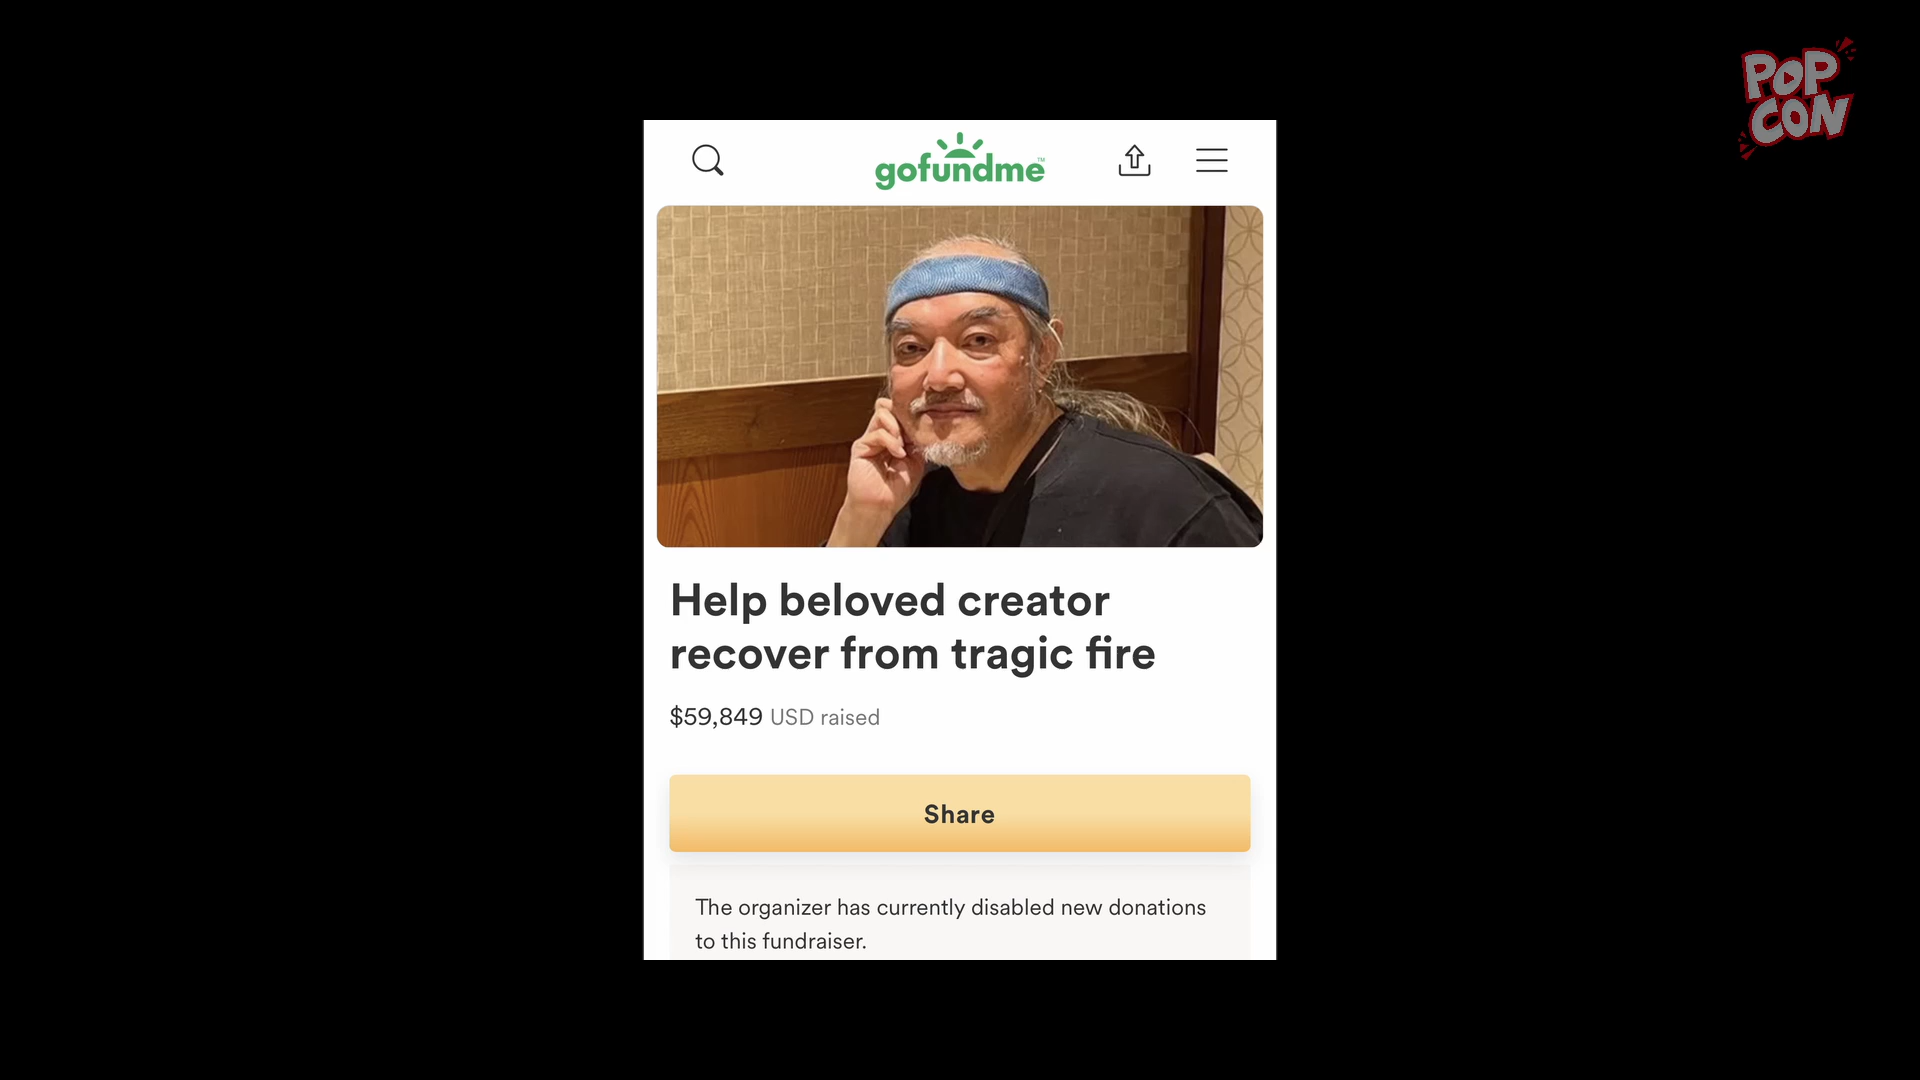 POP
CON
gofundme™
Help beloved creator
recover from tragic fire
$59,849 USD raised
Share
The organizer has currently disabled new donations
to this fundraiser.